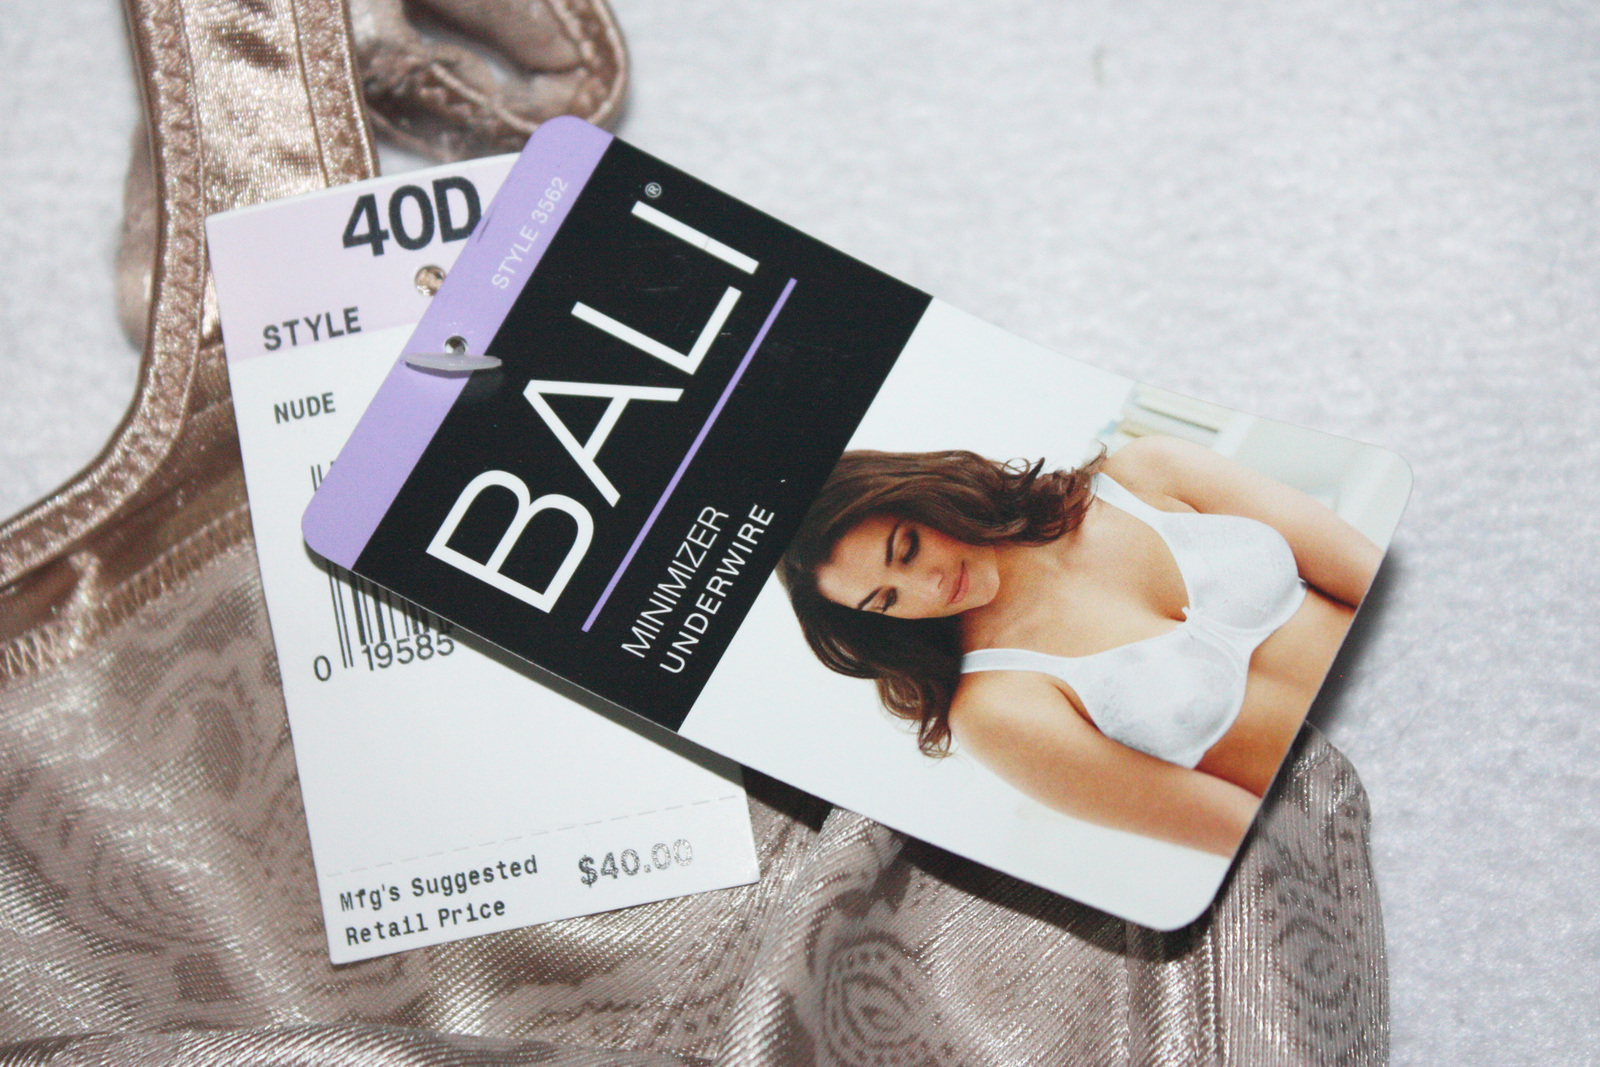 40D
STYLE
NUDE
0 19585
Mfg's Suggested
Retail Price
$40.00
STYLE 3562
BALI®
MINIMIZER
UNDERWIRE